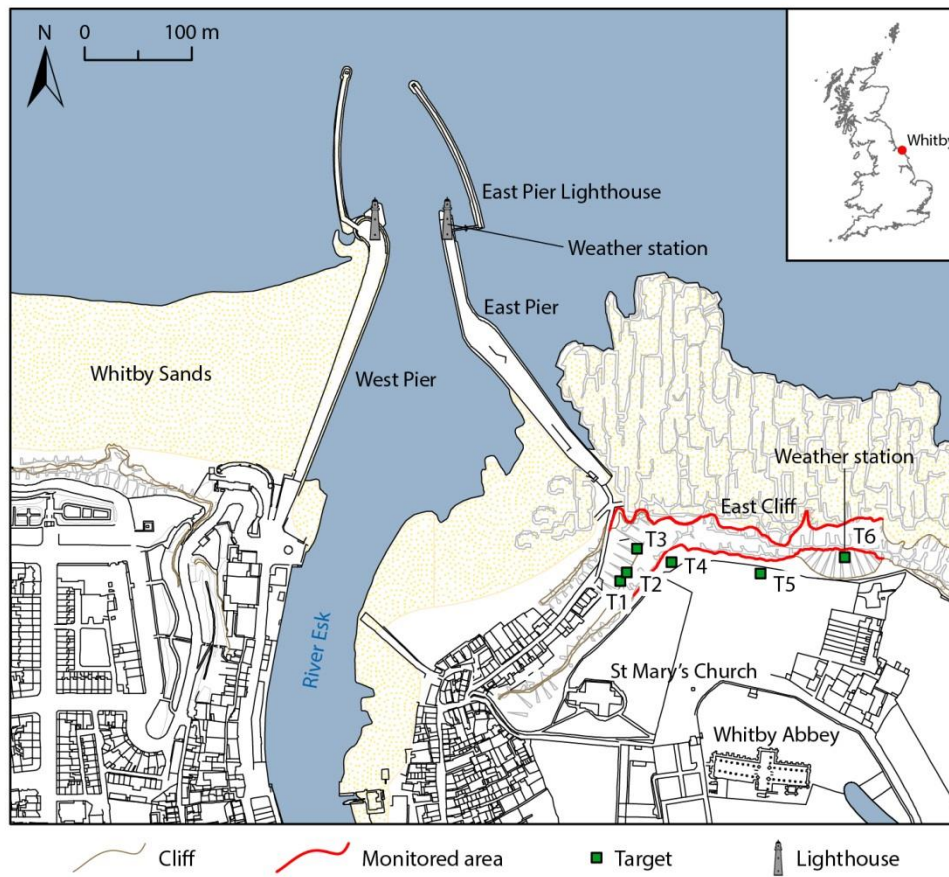 N
0
100 m
Whitby
East Pier Lighthouse
Weather station
East Pier
Whitby Sands
West Pier
Weather station
East Cliff
T6
T3
T4
T2
T5
T1
River Esk
St Mary's Church
Whitby Abbey
Cliff
Monitored area
Target
Lighthouse